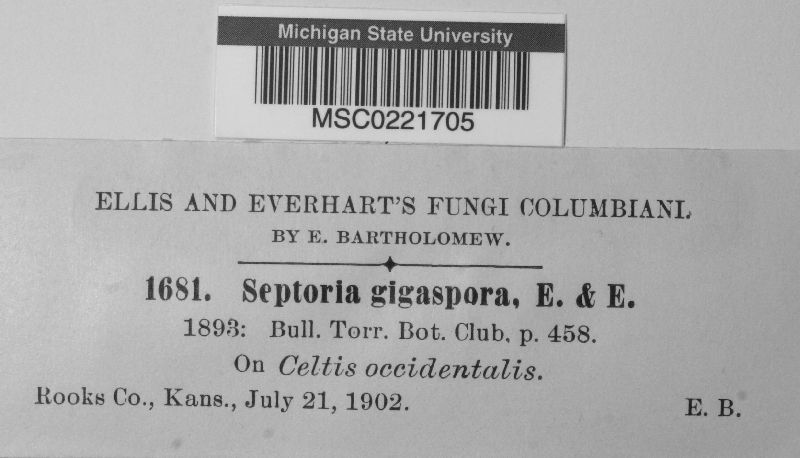 Michigan State University
MSC0221705
ELLIS AND EVERHART'S FUNGI COLUMBIANI.
BY E. BARTHOLOMEW.
1681. Septoria gigaspora, E. & E.
1893: Bull. Torr. Bot. Club, p. 458.
On Celtis occidentalis.
Rooks Co., Kans., July 21, 1902. E. B.